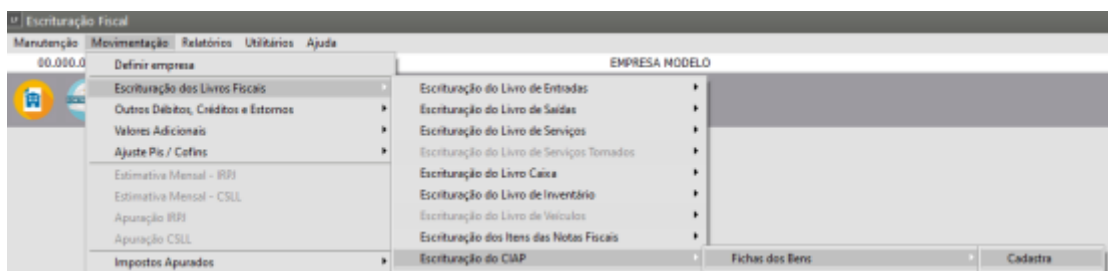 Escrituração Fiscal
Manutenção Movimentação Relatórios Utilitários Ajuda
00.000.0
EMPRESA MODELO
Definir empresa
Escrituração dos Livros Fiscais
Outros Débitos, Créditos e Estornos
Valores Adicionais
Ajuste Pis / Cofins
Estimativa Mensal - IRPJ
Estimativa Mensal - CSLL
Apuração IRPJ
Apuração CSLL
Impostos Apurados
Escrituração do Livro de Entradas
Escrituração do Livro de Saídas
Escrituração do Livro de Serviços
Escrituração do Livro de Serviços Tomados
Escrituração do Livro Caixa
Escrituração do Livro de Inventário
Escrituração do Livro de Veículos
Escrituração dos Itens das Notas Fiscais
Escrituração do CIAP
Fichas dos Bens
Cadastra